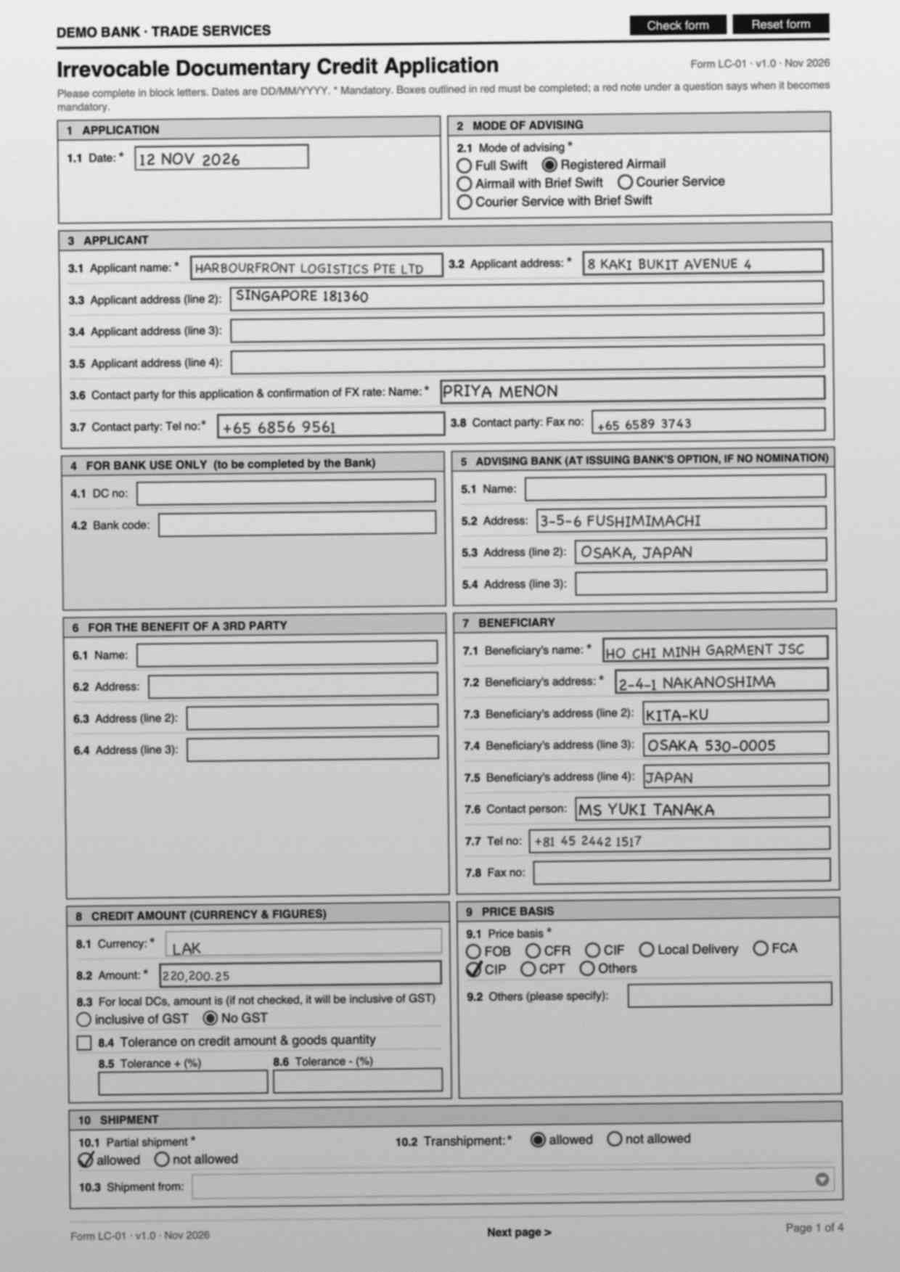 DEMO BANK · TRADE SERVICES
Check form Reset form
Irrevocable Documentary Credit Application
Form LC-01 · v1.0 · Nov 2026
Please complete in block letters. Dates are DD/MM/YYYY. * Mandatory. Boxes outlined in red must be completed; a red note under a question says when it becomes
mandatory.
1 APPLICATION
1.1 Date: * 12 NOV 2026
2 MODE OF ADVISING
2.1 Mode of advising *
Full Swift Registered Airmail
Airmail with Brief Swift Courier Service
Courier Service with Brief Swift
3 APPLICANT
3.1 Applicant name: * HARBOURFRONT LOGISTICS PTE LTD 3.2 Applicant address: * 8 KAKI BUKIT AVENUE 4
3.3 Applicant address (line 2): SINGAPORE 181360
3.4 Applicant address (line 3):
3.5 Applicant address (line 4):
3.6 Contact party for this application & confirmation of FX rate: Name: * PRIYA MENON
3.7 Contact party: Tel no:* +65 6856 9561 3.8 Contact party: Fax no: +65 6589 3743
4 FOR BANK USE ONLY (to be completed by the Bank)
4.1 DC no:
4.2 Bank code:
5 ADVISING BANK (AT ISSUING BANK'S OPTION, IF NO NOMINATION)
5.1 Name:
5.2 Address: 3-5-6 FUSHIMIMACHI
5.3 Address (line 2): OSAKA, JAPAN
5.4 Address (line 3):
6 FOR THE BENEFIT OF A 3RD PARTY
6.1 Name:
6.2 Address:
6.3 Address (line 2):
6.4 Address (line 3):
7 BENEFICIARY
7.1 Beneficiary's name: * HO CHI MINH GARMENT JSC
7.2 Beneficiary's address: * 2-4-1 NAKANOSHIMA
7.3 Beneficiary's address (line 2): KITA-KU
7.4 Beneficiary's address (line 3): OSAKA 530-0005
7.5 Beneficiary's address (line 4): JAPAN
7.6 Contact person: MS YUKI TANAKA
7.7 Tel no: +81 45 2442 1517
7.8 Fax no:
8 CREDIT AMOUNT (CURRENCY & FIGURES)
8.1 Currency: * LAK
8.2 Amount: * 220,200.25
8.3 For local DCs, amount is (if not checked, it will be inclusive of GST)
inclusive of GST No GST
8.4 Tolerance on credit amount & goods quantity
8.5 Tolerance + (%) 8.6 Tolerance - (%)
9 PRICE BASIS
9.1 Price basis *
FOB CFR CIF Local Delivery FCA
CIP CPT Others
9.2 Others (please specify):
10 SHIPMENT
10.1 Partial shipment *
allowed not allowed
10.2 Transhipment: * allowed not allowed
10.3 Shipment from:
Form LC-01 · v1.0 · Nov 2026
Next page >
Page 1 of 4